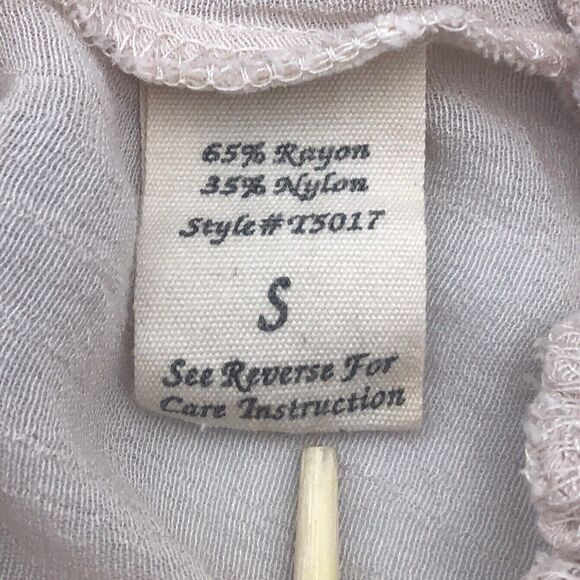 65% Rayon
35% Nylon
Style# T5017
S
See Reverse For
Care Instruction